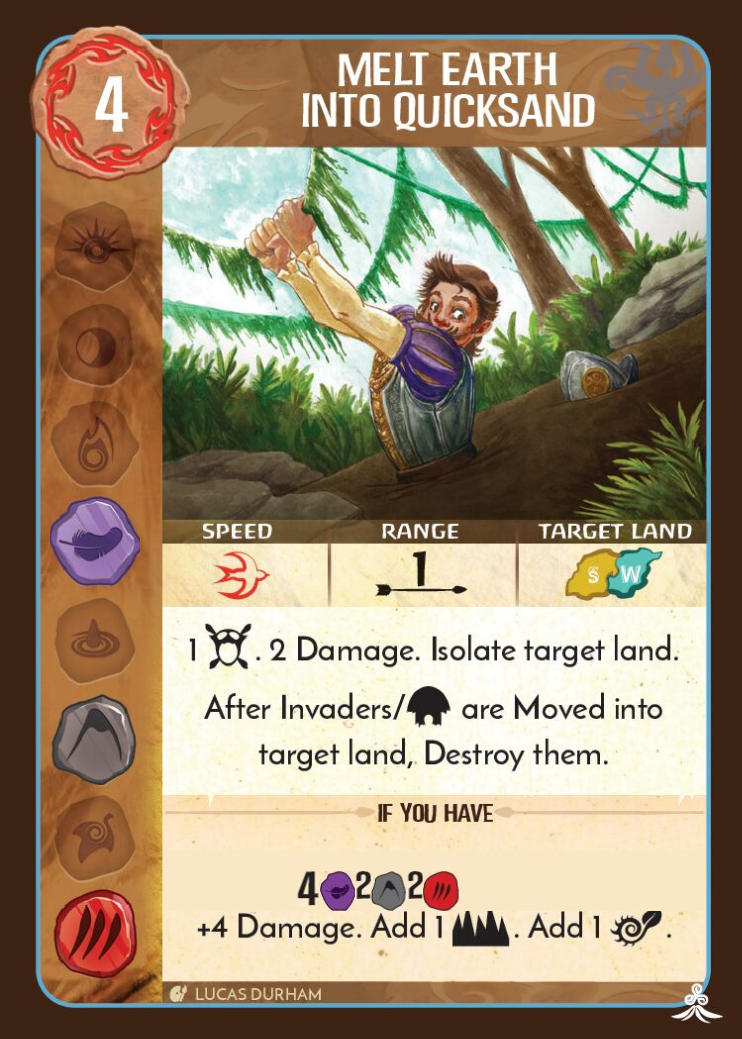 4
MELT EARTH
INTO QUICKSAND
SPEED RANGE TARGET LAND
1 S W
1 . 2 Damage. Isolate target land.
After Invaders/ are Moved into
target land, Destroy them.
IF YOU HAVE
4 2 2
+4 Damage. Add 1 . Add 1 .
LUCAS DURHAM